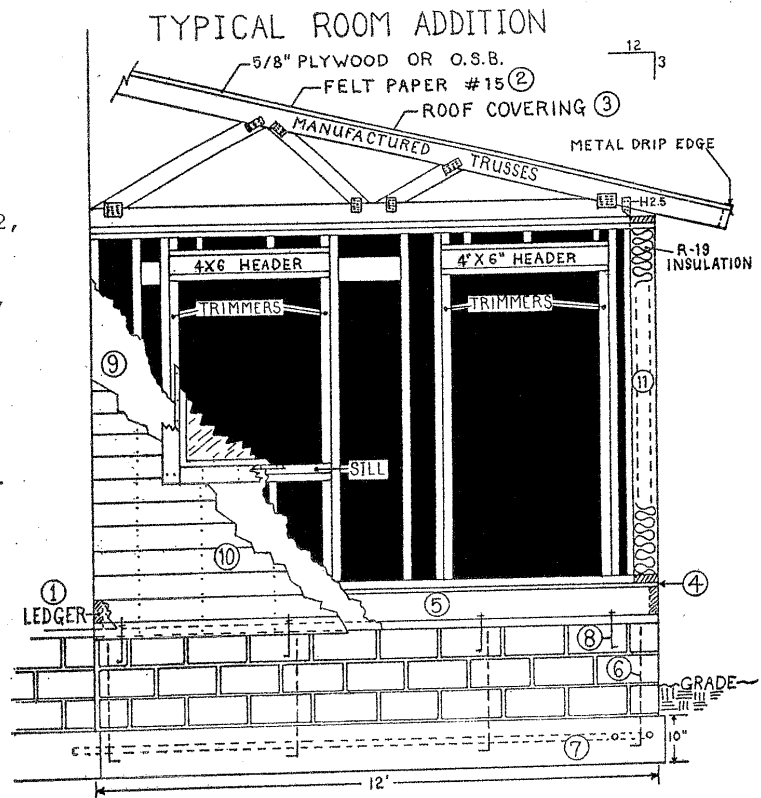 TYPICAL ROOM ADDITION
12
3
5/8" PLYWOOD OR O.S.B.
FELT PAPER #15 ②
ROOF COVERING ③
MANUFACTURED TRUSSES
METAL DRIP EDGE
H2.5
2,
4X6 HEADER
4"X 6" HEADER
R-19
INSULATION
TRIMMERS
TRIMMERS
⑨
⑪
SILL
⑩
①
LEDGER
④
⑤
⑧
⑥
GRADE
⑦
10"
12'